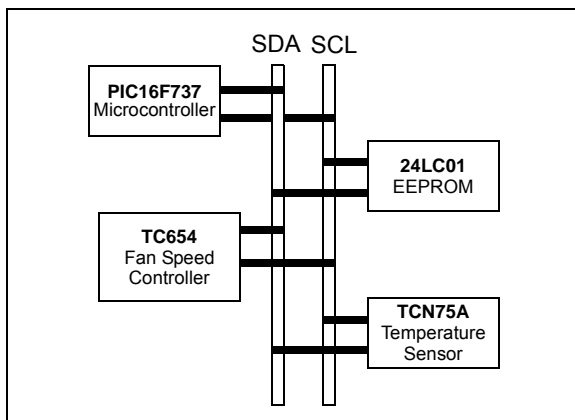 SDA SCL
PIC16F737
Microcontroller
24LC01
EEPROM
TC654
Fan Speed
Controller
TCN75A
Temperature
Sensor